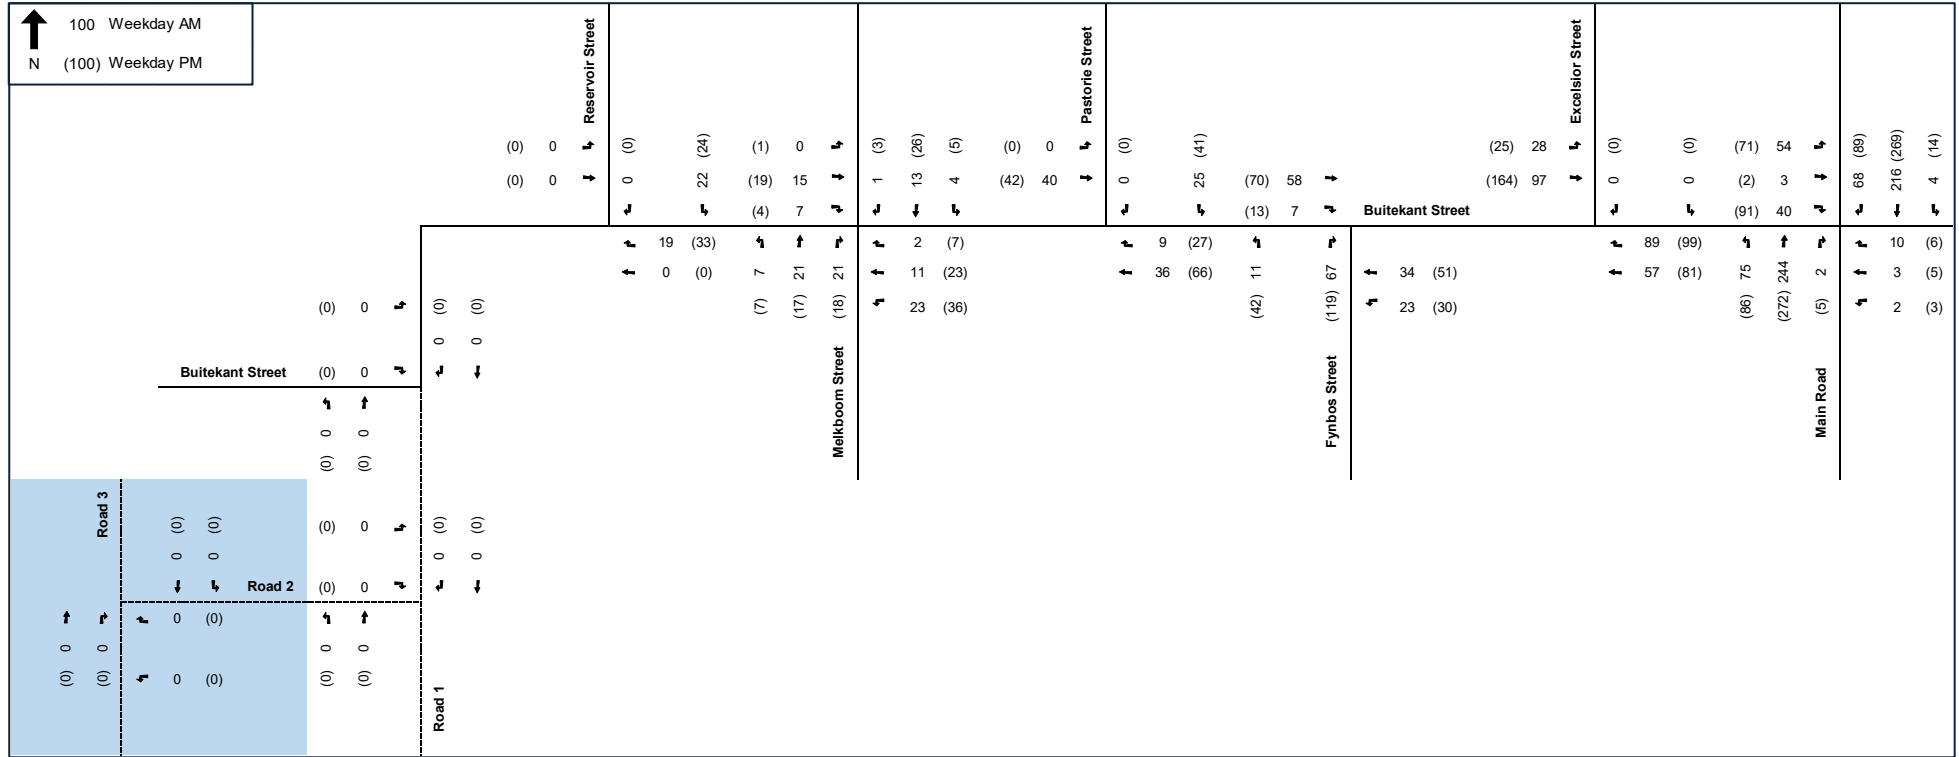 100 Weekday AM
N (100) Weekday PM
Reservoir Street
Pastorie Street
Excelsior Street
(0) 0 (0) (24) (1) 0 (3) (26) (5) (0) 0 (0) (41) (25) 28 (0) (0) (71) 54 (89) (269) (14)
(0) 0 0 22 (19) 15 1 13 4 (42) 40 0 25 (70) 58 (164) 97 0 0 (2) 3 68 216 4
(4) 7 (13) 7 Buitekant Street (91) 40
19 (33) 2 (7) 9 (27) 89 (99) 10 (6)
0 (0) 7 21 21 11 (23) 36 (66) 11 67 34 (51) 57 (81) 75 244 2 3 (5)
(0) 0 (0) (0) (7) (17) (18) 23 (36) (42) (119) 23 (30) (86) (272) (5) 2 (3)
0 0
Buitekant Street (0) 0
Melkboom Street
Fynbos Street
Main Road
0 0
(0) (0)
Road 3
(0) (0) (0) 0 (0) (0)
0 0 0 0
Road 2 (0) 0
0 (0)
0 0 0 0
(0) (0) 0 (0) (0) (0)
Road 1